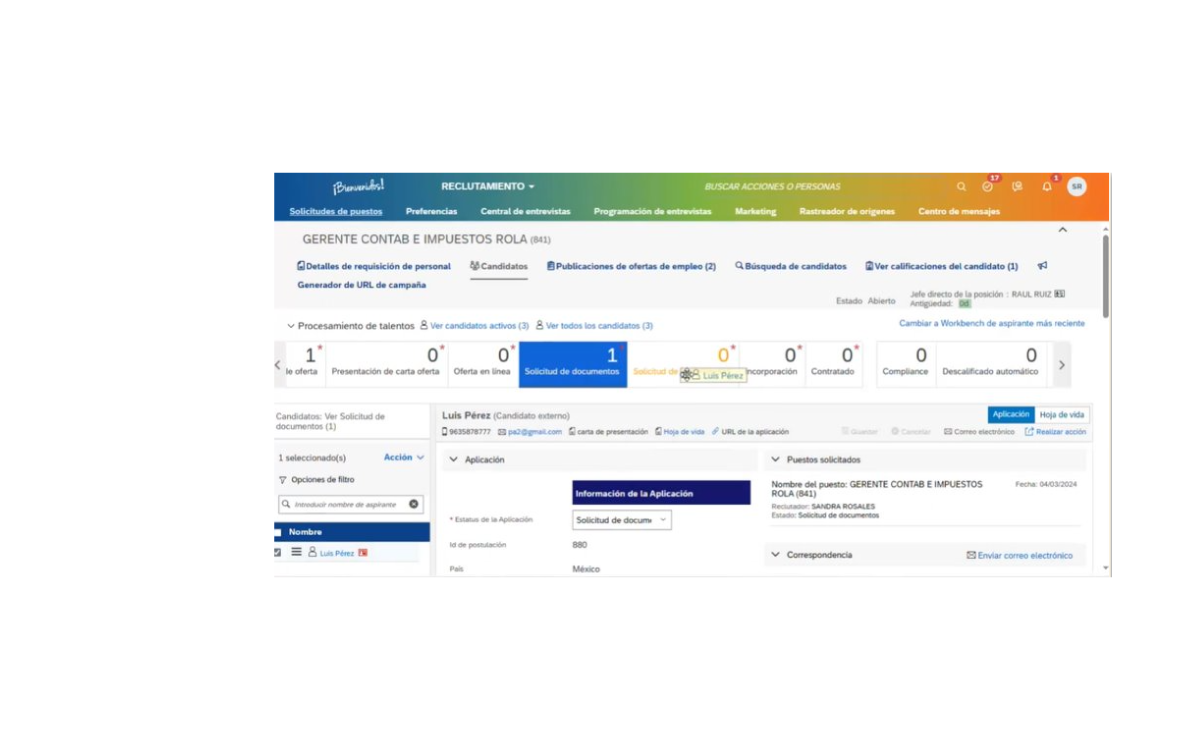 ¡Bienvenidos!
RECLUTAMIENTO
BUSCAR ACCIONES O PERSONAS
17
1
SR
Solicitudes de puestos
Preferencias
Central de entrevistas
Programación de entrevistas
Marketing
Rastreador de orígenes
Centro de mensajes
GERENTE CONTAB E IMPUESTOS ROLA (841)
Detalles de requisición de personal
Candidatos
Publicaciones de ofertas de empleo (2)
Búsqueda de candidatos
Ver calificaciones del candidato (1)
Generador de URL de campaña
Estado Abierto
Jefe directo de la posición : RAUL RUIZ
Antigüedad: 0d
Procesamiento de talentos
Ver candidatos activos (3)
Ver todos los candidatos (3)
Cambiar a Workbench de aspirante más reciente
1*
le oferta
0*
Presentación de carta oferta
0*
Oferta en línea
1*
Solicitud de documentos
0*
Solicitud de
Luis Pérez
0*
ncorporación
0*
Contratado
0
Compliance
0
Descalificado automático
Candidatos: Ver Solicitud de
documentos (1)
1 seleccionado(s)
Acción
Opciones de filtro
Introducir nombre de aspirante
Nombre
Luis Pérez
Luis Pérez (Candidato externo)
Aplicación
Hoja de vida
9635878777
pa2@gmail.com
carta de presentación
Hoja de vida
URL de la aplicación
Guardar
Cancelar
Correo electrónico
Realizar acción
Aplicación
Información de la Aplicación
* Estatus de la Aplicación
Solicitud de docum
Id de postulación
880
País
México
Puestos solicitados
Nombre del puesto: GERENTE CONTAB E IMPUESTOS
ROLA (841)
Fecha: 04/03/2024
Reclutador: SANDRA ROSALES
Estado: Solicitud de documentos
Correspondencia
Enviar correo electrónico